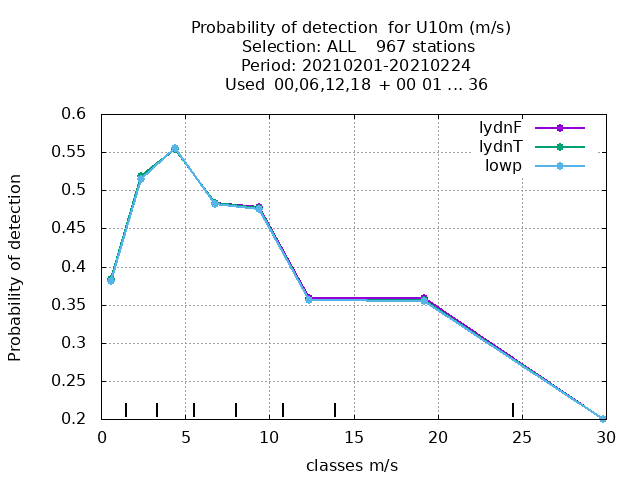 Probability of detection for U10m (m/s)
Selection: ALL 967 stations
Period: 20210201-20210224
Used 00,06,12,18 + 00 01 ... 36
lydnF
lydnT
lowp
0.6
0.55
0.5
0.45
0.4
0.35
0.3
0.25
0.2
Probability of detection
0 5 10 15 20 25 30
classes m/s